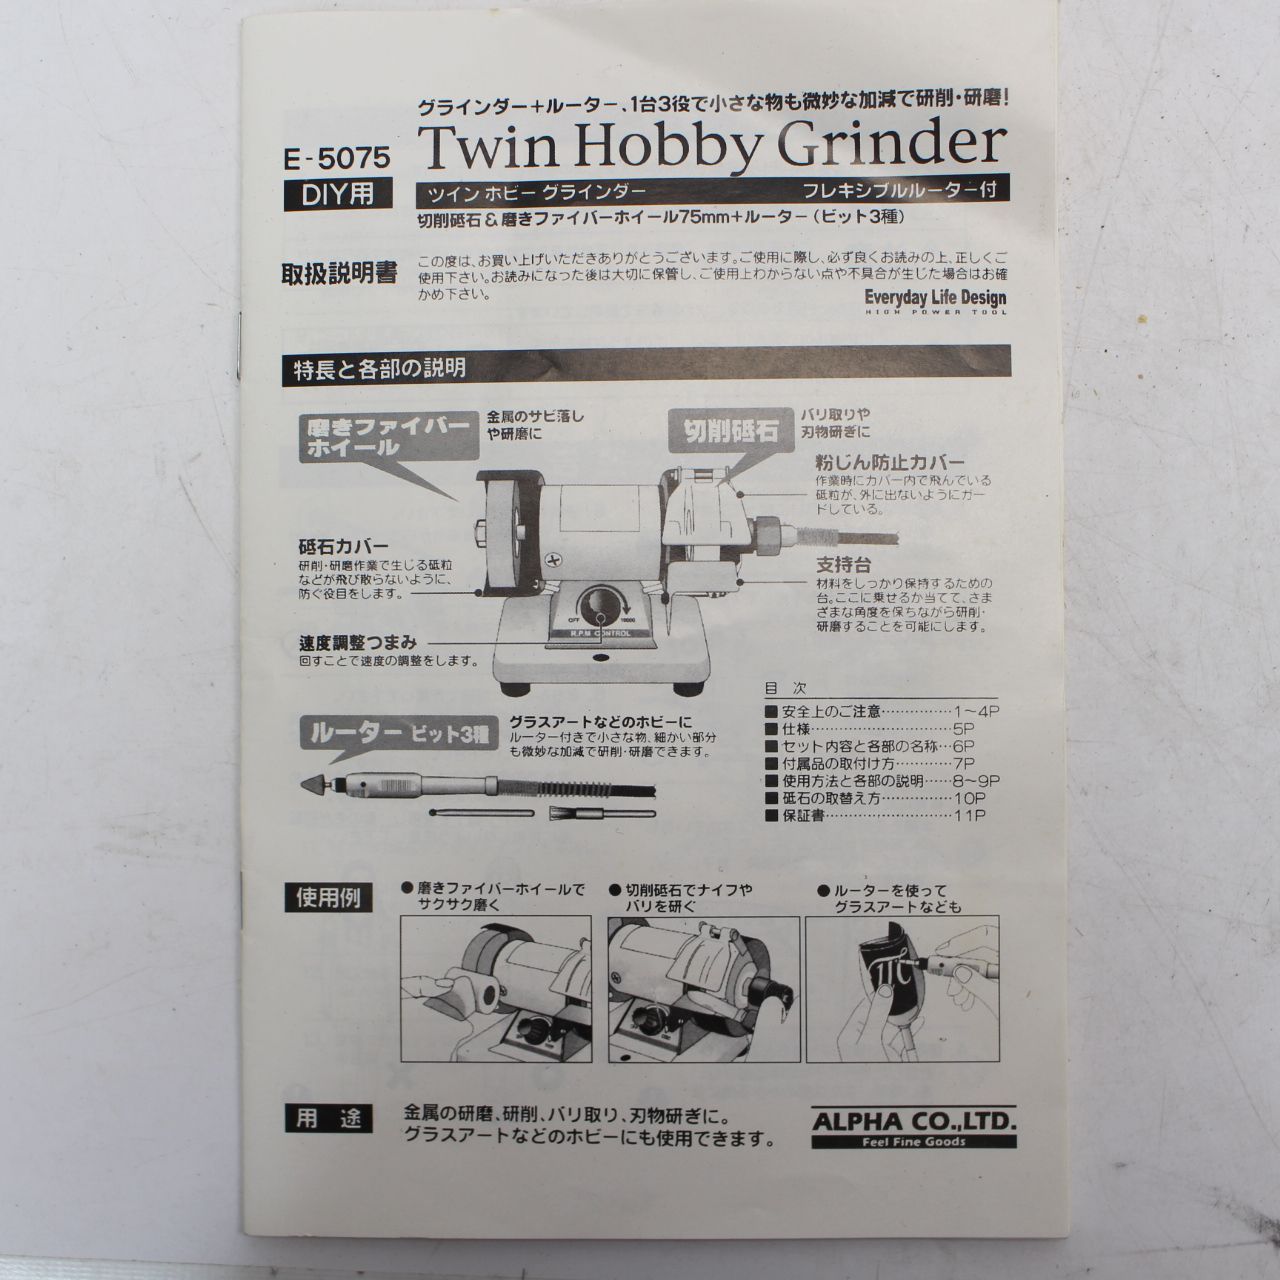 グラインダー＋ルーター、1台3役で小さな物も微妙な加減で研削・研磨！
E-5075
Twin Hobby Grinder
DIY用
ツイン ホビー グラインダー　フレキシブルルーター付
切削砥石＆磨きファイバーホイール75mm＋ルーター（ビット3種）
取扱説明書
この度は、お買い上げいただきありがとうございます。ご使用に際し、必ず良くお読みの上、正しくご
使用下さい。お読みになった後は大切に保管し、ご使用上わからない点や不具合が生じた場合はお確
かめ下さい。
Everyday Life Design
HIGH POWER TOOL
特長と各部の説明
磨きファイバー
ホイール
金属のサビ落し
や研磨に
切削砥石
バリ取りや
刃物研ぎに
粉じん防止カバー
作業時にカバー内で飛んでいる
砥粒が、外に出ないようにガー
ドしている。
砥石カバー
研削・研磨作業で生じる砥粒
などが飛び散らないように、
防ぐ役目をします。
支持台
材料をしっかり保持するための
台。ここに乗せるか当てて、さま
ざまな角度を保ちながら研削・
研磨することを可能にします。
OFF
10000
R.P.M CONTROL
速度調整つまみ
回すことで速度の調整をします。
ルーター ビット3種
グラスアートなどのホビーに
ルーター付きで小さな物、細かい部分
も微妙な加減で研削・研磨できます。
目 次
■安全上のご注意……………1〜4P
■仕様…………………………5P
■セット内容と各部の名称…6P
■付属品の取付け方…………7P
■使用方法と各部の説明……8〜9P
■砥石の取替え方……………10P
■保証書………………………11P
使用例
●磨きファイバーホイールで
サクサク磨く
●切削砥石でナイフや
バリを研ぐ
●ルーターを使って
グラスアートなども
用 途
金属の研磨、研削、バリ取り、刃物研ぎに。
グラスアートなどのホビーにも使用できます。
ALPHA CO.,LTD.
Feel Fine Goods